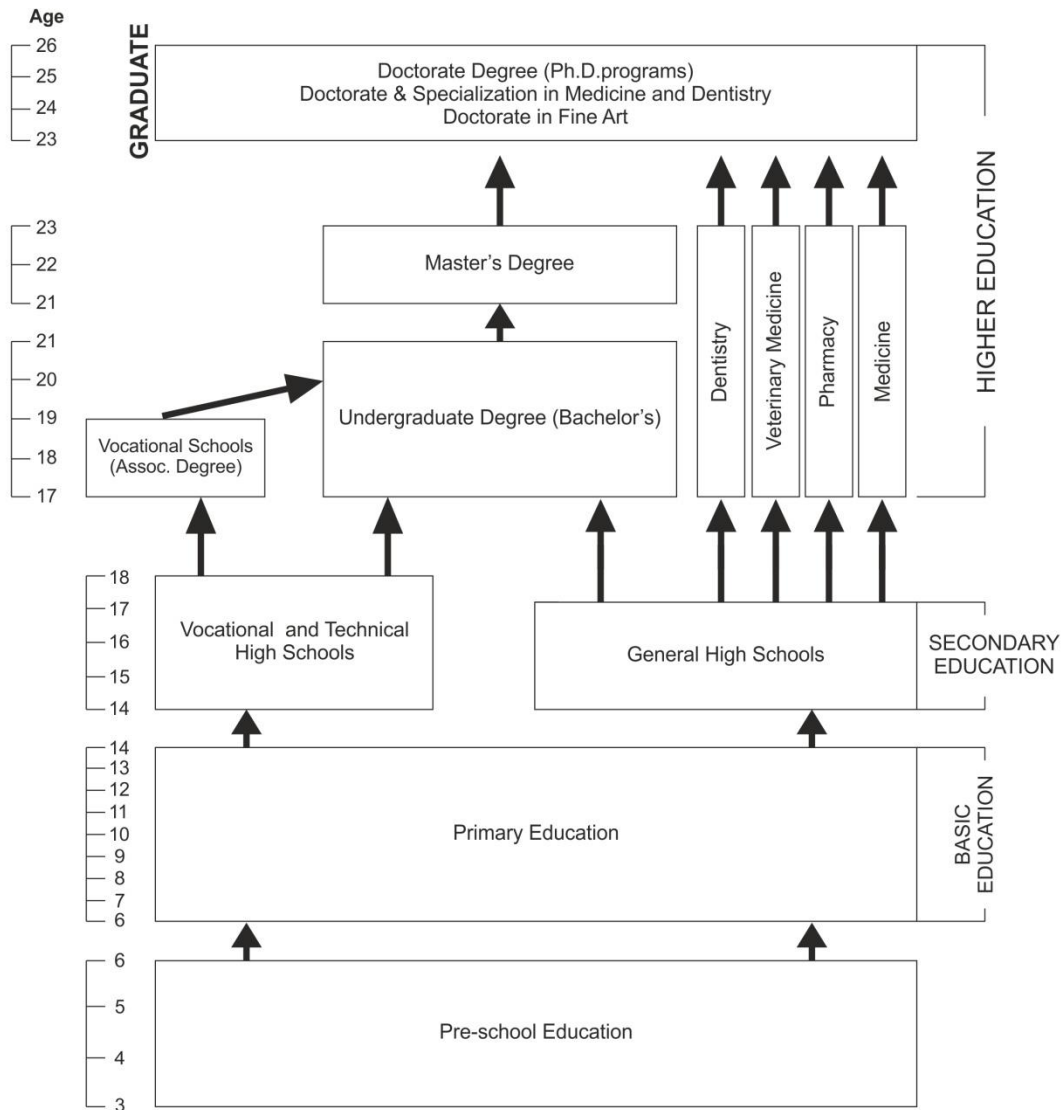 Age
26
25
24
23
GRADUATE
Doctorate Degree (Ph.D.programs)
Doctorate & Specialization in Medicine and Dentistry
Doctorate in Fine Art
HIGHER EDUCATION
23
22
21
Master's Degree
21
20
19
18
17
Vocational Schools
(Assoc. Degree)
Undergraduate Degree (Bachelor's)
Dentistry
Veterinary Medicine
Pharmacy
Medicine
18
17
16
15
14
Vocational and Technical
High Schools
General High Schools
SECONDARY
EDUCATION
14
13
12
11
10
9
8
7
6
Primary Education
BASIC
EDUCATION
6
5
4
3
Pre-school Education